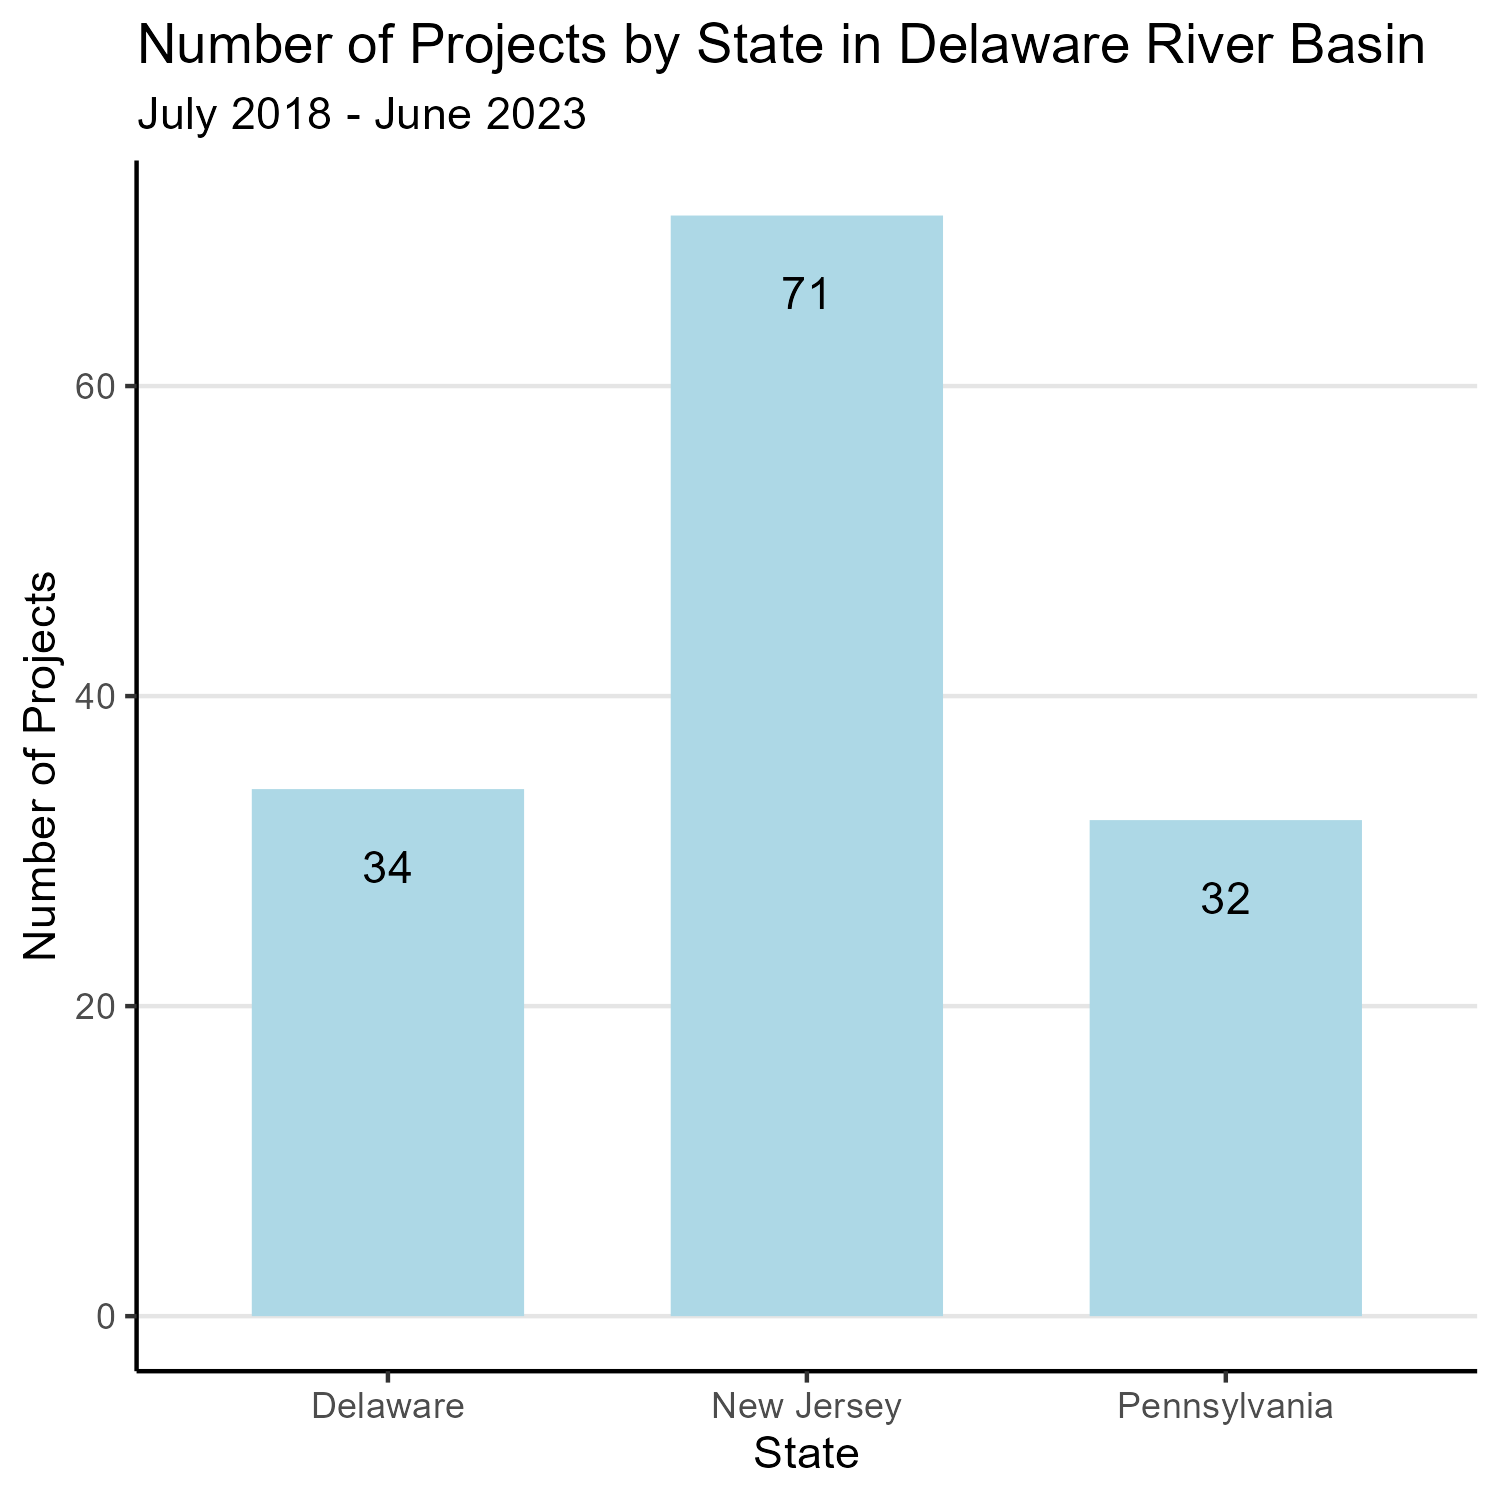 Number of Projects by State in Delaware River Basin
July 2018 - June 2023
Number of Projects
60
40
20
0
71
34
32
Delaware
New Jersey
Pennsylvania
State